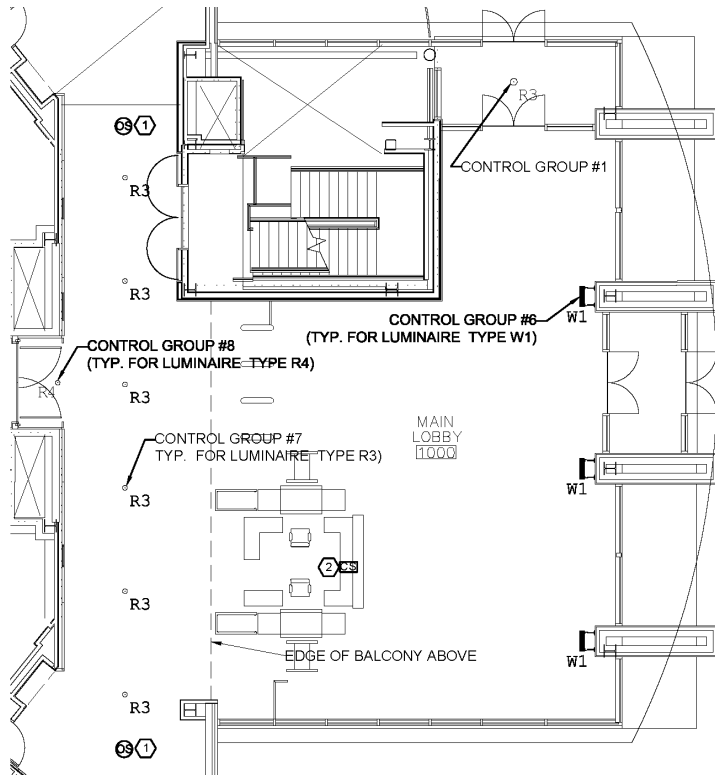 R3
OS 1
CONTROL GROUP #1
R3
R3
CONTROL GROUP #6
(TYP. FOR LUMINAIRE TYPE W1)
W1
CONTROL GROUP #8
(TYP. FOR LUMINAIRE TYPE R4)
R4
R3
MAIN
LOBBY
1000
CONTROL GROUP #7
TYP. FOR LUMINAIRE TYPE R3)
W1
R3
2 CS
R3
EDGE OF BALCONY ABOVE
W1
R3
OS 1